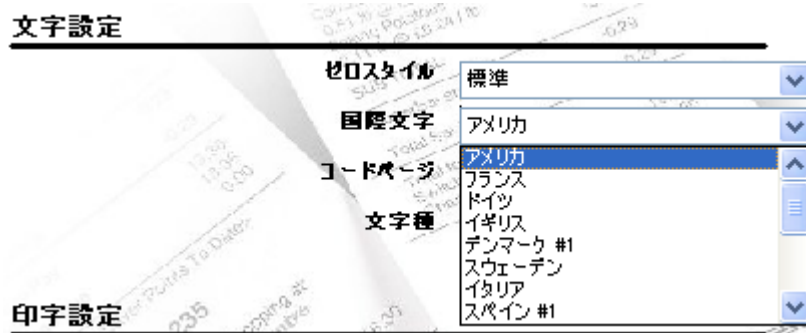 文字設定
ゼロスタイル 標準
国際文字 アメリカ
コードページ
文字種
アメリカ
フランス
ドイツ
イギリス
デンマーク #1
スウェーデン
イタリア
スペイン #1
印字設定